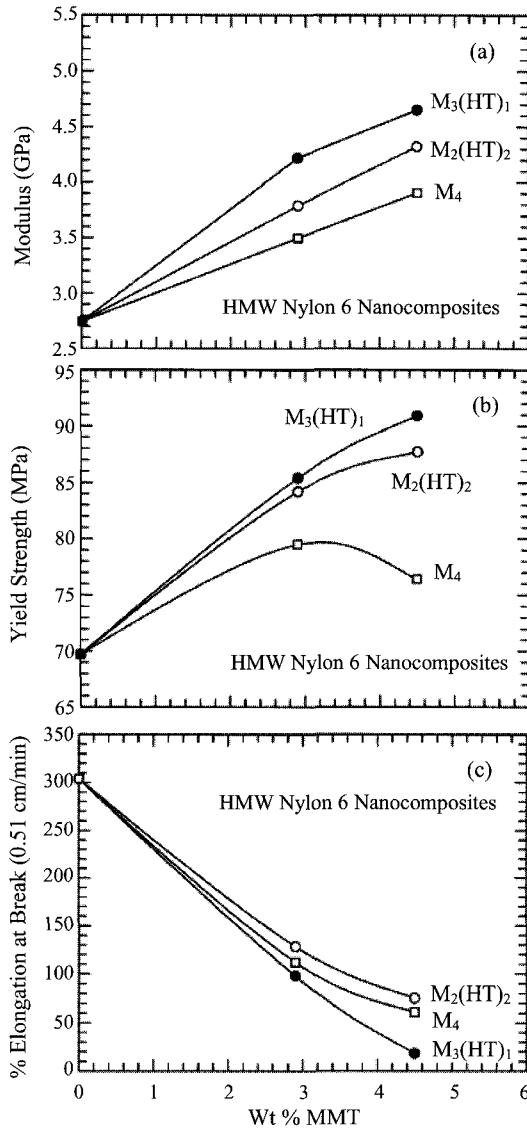 (a)
5.5
5.0
4.5
4.0
3.5
3.0
2.5
Modulus (GPa)
M₃(HT)₁
M₂(HT)₂
M₄
HMW Nylon 6 Nanocomposites
(b)
95
90
85
80
75
70
65
Yield Strength (MPa)
M₃(HT)₁
M₂(HT)₂
M₄
HMW Nylon 6 Nanocomposites
(c)
350
300
250
200
150
100
50
0
% Elongation at Break (0.51 cm/min)
HMW Nylon 6 Nanocomposites
M₂(HT)₂
M₄
M₃(HT)₁
0 1 2 3 4 5 6
Wt % MMT